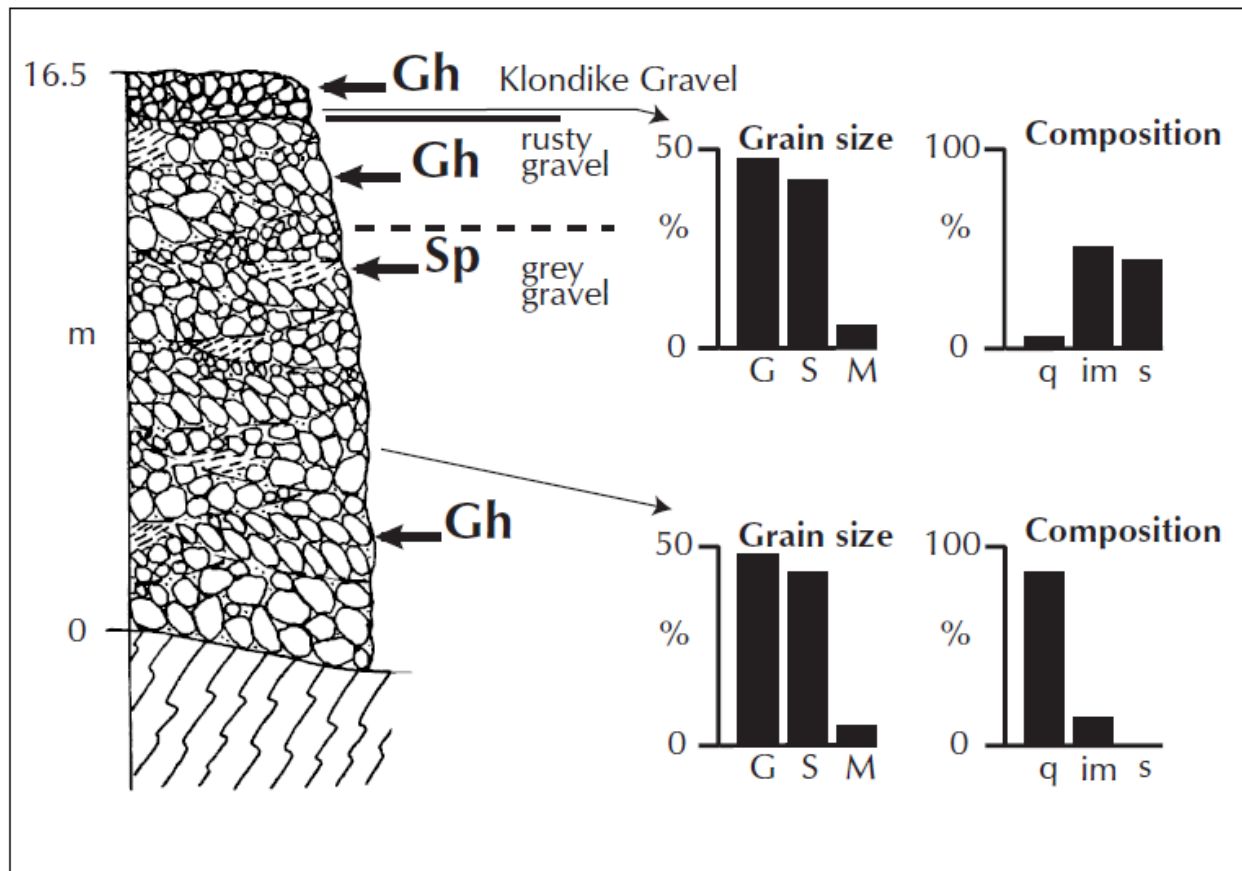 16.5
Gh Klondike Gravel
rusty
gravel
Gh
Sp
grey
gravel
m
Gh
0
Grain size
50
%
0
G S M
Composition
100
%
0
q im s
Grain size
50
%
0
G S M
Composition
100
%
0
q im s